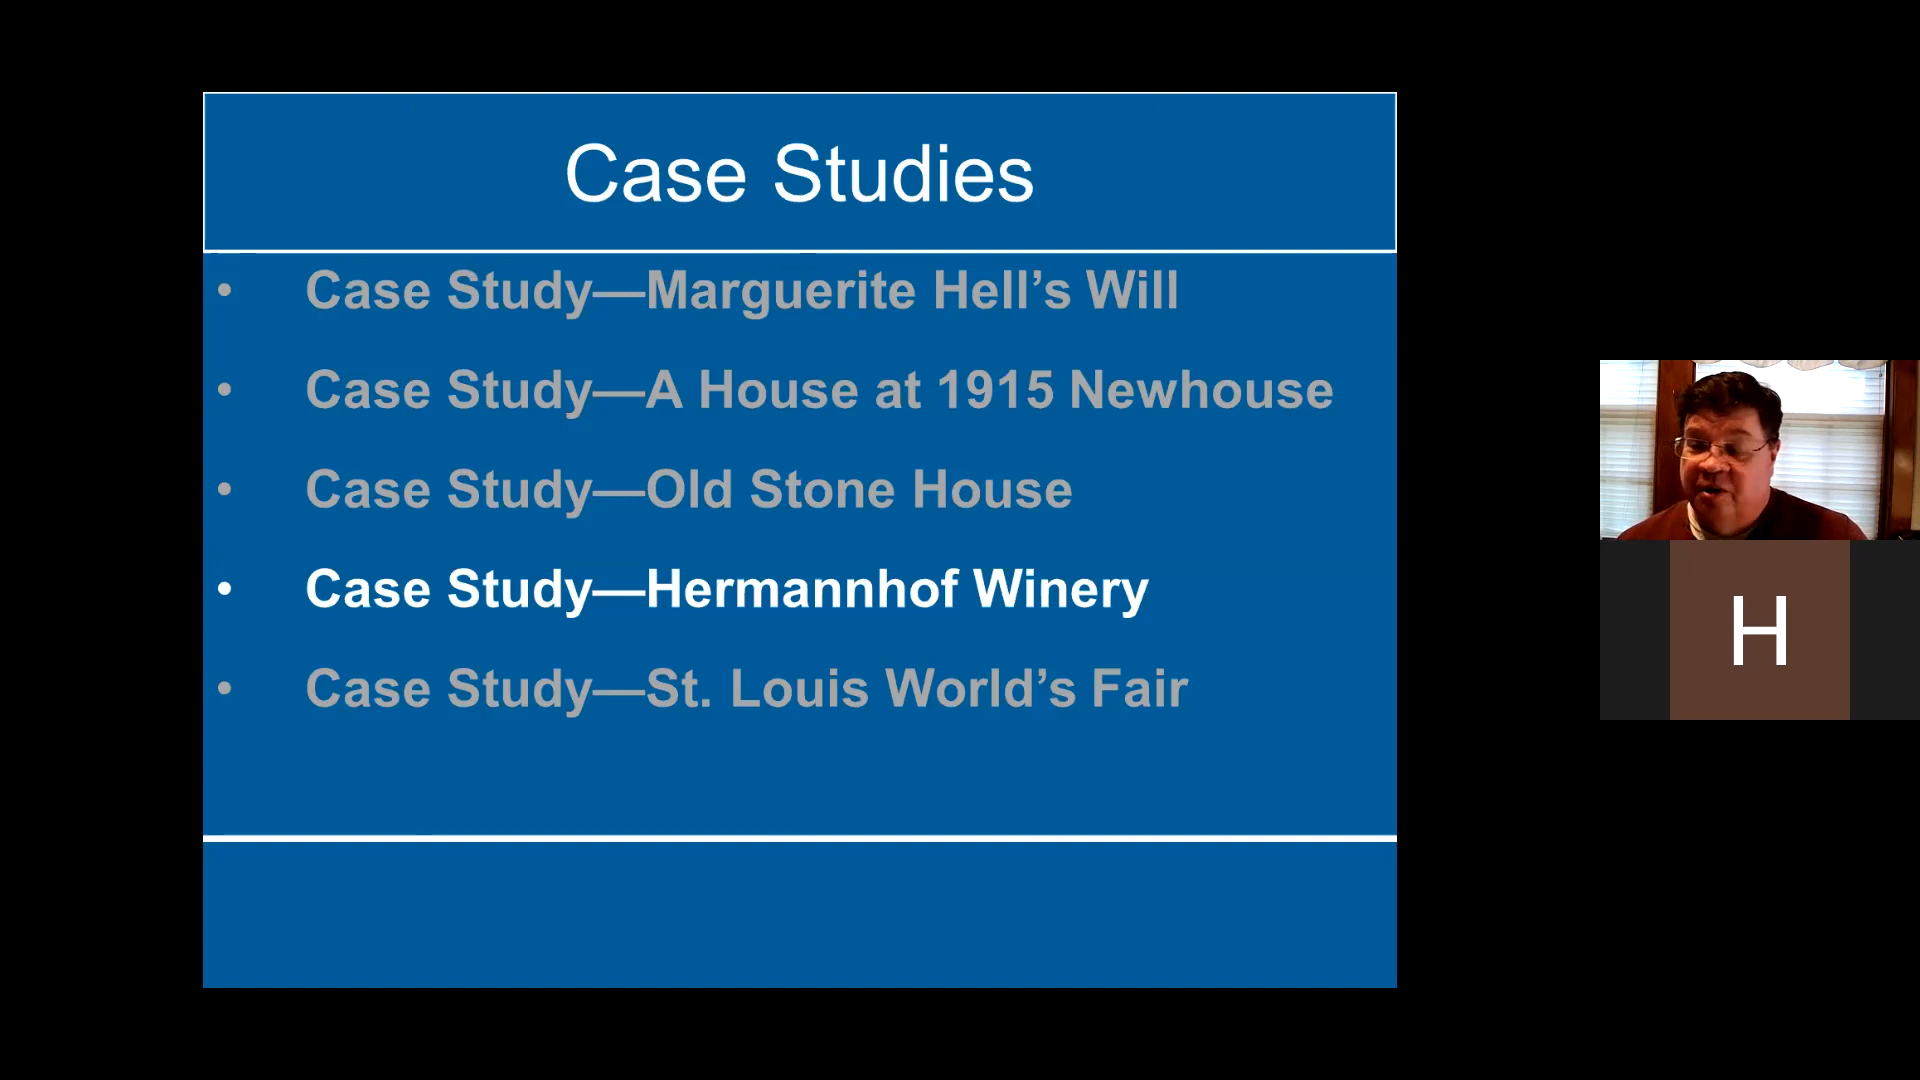 Case Studies
• Case Study—Marguerite Hell’s Will
• Case Study—A House at 1915 Newhouse
• Case Study—Old Stone House
• Case Study—Hermannhof Winery
• Case Study—St. Louis World’s Fair
H